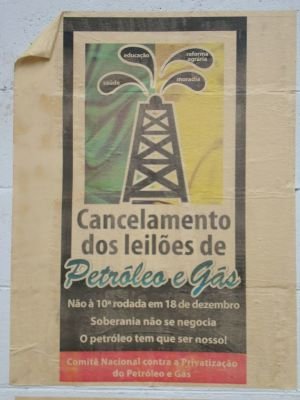 educação
reforma
agrária
saúde
moradia
Cancelamento
dos leilões de
Petróleo e Gás
Não à 10ª rodada em 18 de dezembro
Soberania não se negocia
O petróleo tem que ser nosso!
Comitê Nacional contra a Privatização
do Petróleo e Gás